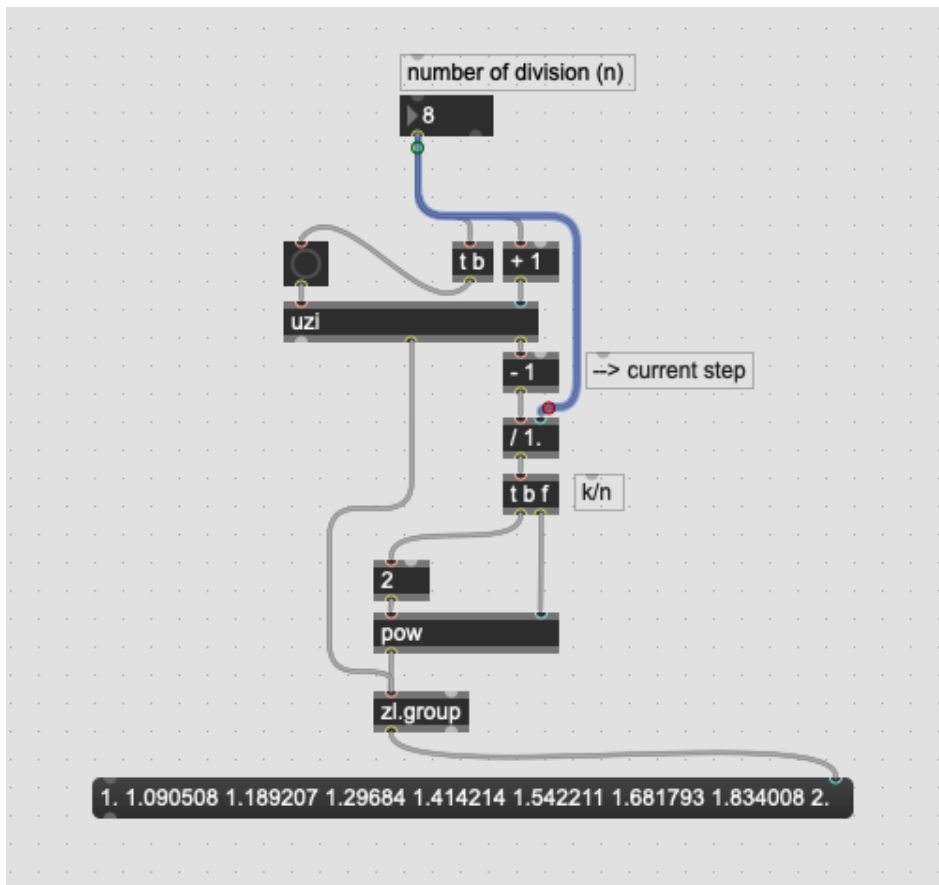 number of division (n)
8
t b
+ 1
uzi
- 1
--> current step
/ 1.
t b f
k/n
2
pow
zl.group
1. 1.090508 1.189207 1.29684 1.414214 1.542211 1.681793 1.834008 2.